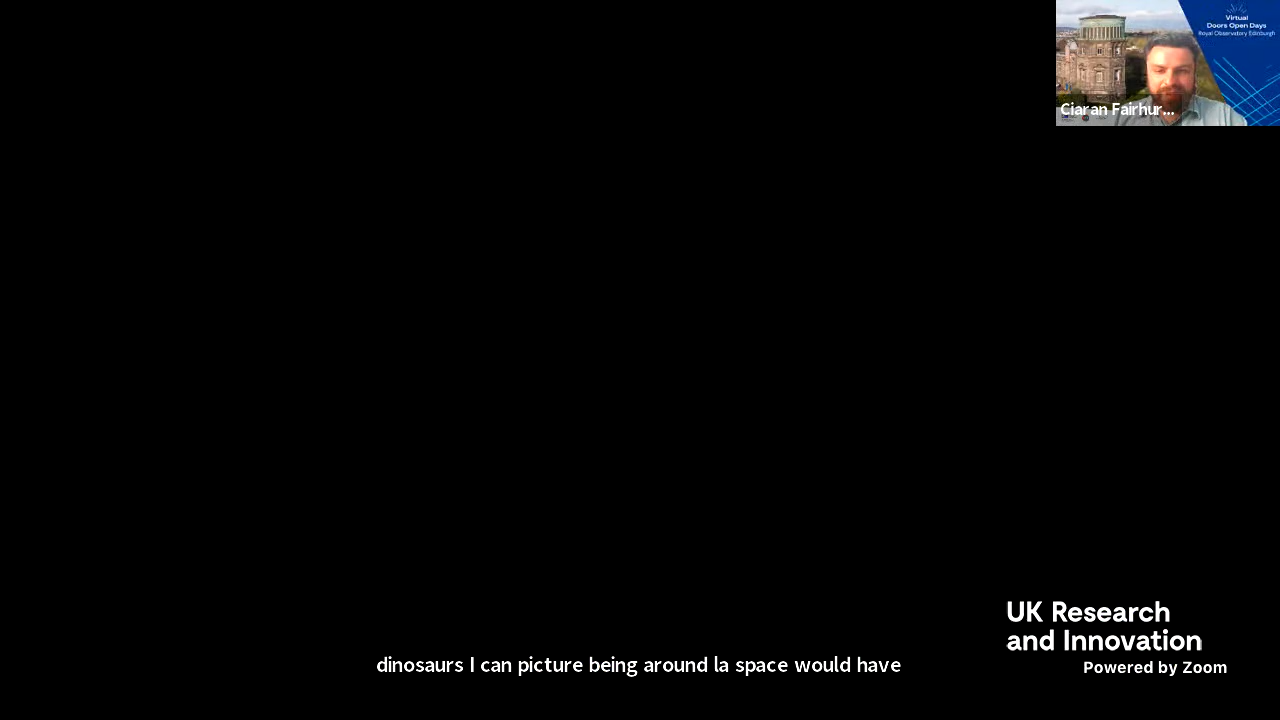 Virtual
Doors Open Days
Royal Observatory Edinburgh
Ciaran Fairhur...
UK Research
and Innovation
Powered by Zoom
dinosaurs I can picture being around la space would have